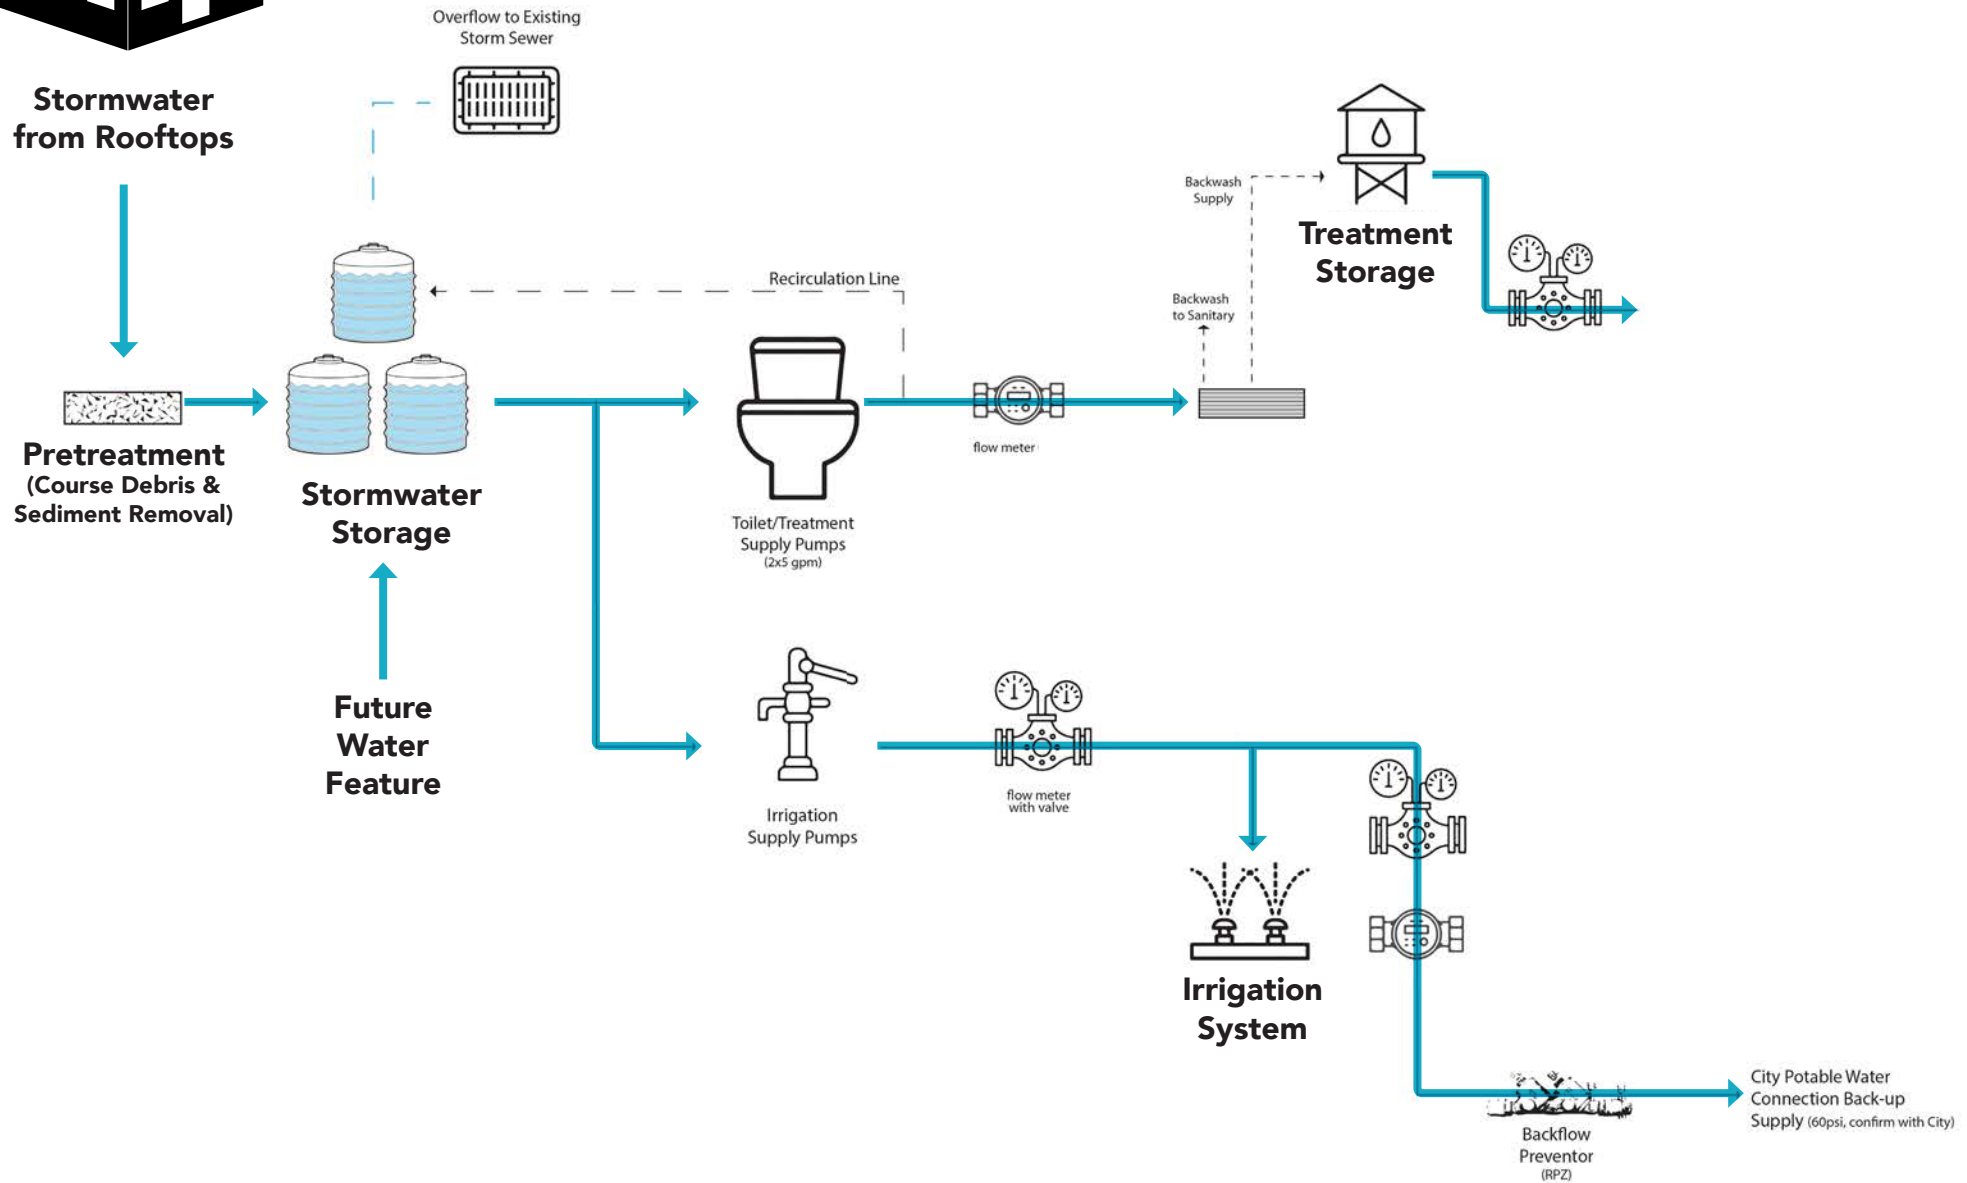 Overflow to Existing
Storm Sewer
Stormwater
from Rooftops
Backwash
Supply
Treatment
Storage
Recirculation Line
Backwash
to Sanitary
flow meter
Pretreatment
(Course Debris &
Sediment Removal)
Stormwater
Storage
Toilet/Treatment
Supply Pumps
(2x5 gpm)
Future
Water
Feature
flow meter
with valve
Irrigation
Supply Pumps
Irrigation
System
City Potable Water
Connection Back-up
Supply (60psi, confirm with City)
Backflow
Preventor
(RPZ)